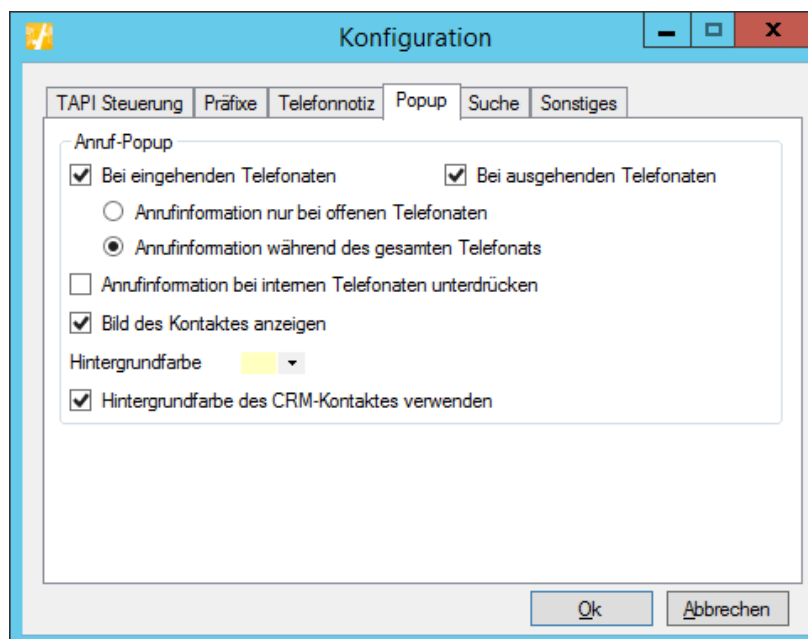 Konfiguration
TAPI Steuerung Präfixe Telefonnotiz Popup Suche Sonstiges
Anruf-Popup
Bei eingehenden Telefonaten Bei ausgehenden Telefonaten
Anrufinformation nur bei offenen Telefonaten
Anrufinformation während des gesamten Telefonats
Anrufinformation bei internen Telefonaten unterdrücken
Bild des Kontaktes anzeigen
Hintergrundfarbe
Hintergrundfarbe des CRM-Kontaktes verwenden
Ok Abbrechen